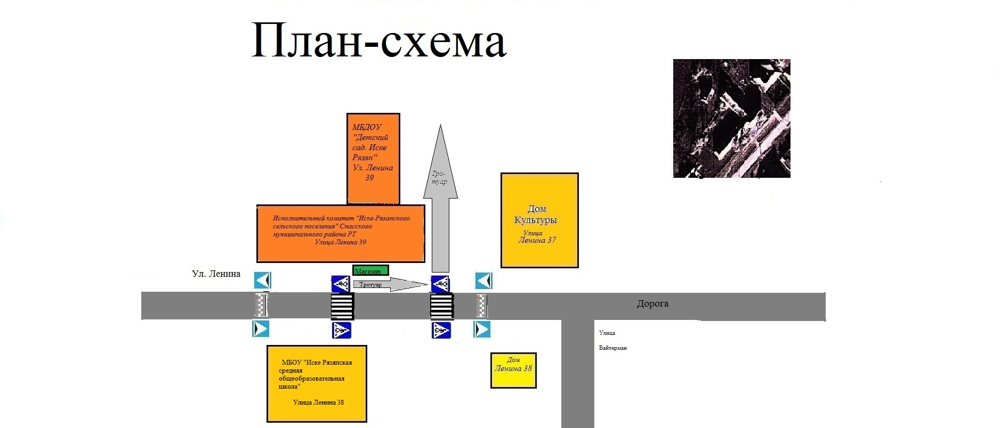 План-схема
МБДОУ
"Детский
сад. Иске
Рязяп"
Ул. Ленина
39
Тро-
туар
Дом
Культуры
Улица
Ленина 37
Исполнительный комитет "Иске-Рязапского
сельского поселения" Спасского
муниципального района РТ
Улица Ленина 39
Ул. Ленина
Магазин
Тротуар
Дорога
Улица
Байтерман
МБОУ "Иске Рязяпская
средняя
общеобразовательная
школа"
Улица Ленина 38
Дом
Ленина 38